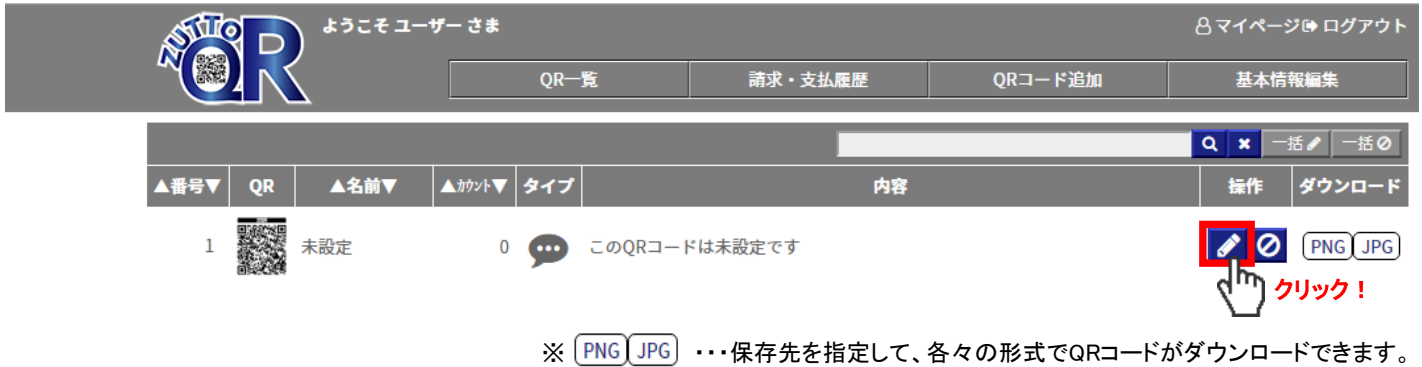 ZUTTO QR
ようこそ ユーザー さま
マイページ ログアウト
QR一覧 請求・支払履歴 QRコード追加 基本情報編集
一括 一括
▲番号▼ QR ▲名前▼ ▲ｶｳﾝﾄ▼ タイプ 内容 操作 ダウンロード
1 未設定 0 このQRコードは未設定です PNG JPG
クリック！
※ PNG JPG ・・・保存先を指定して、各々の形式でQRコードがダウンロードできます。